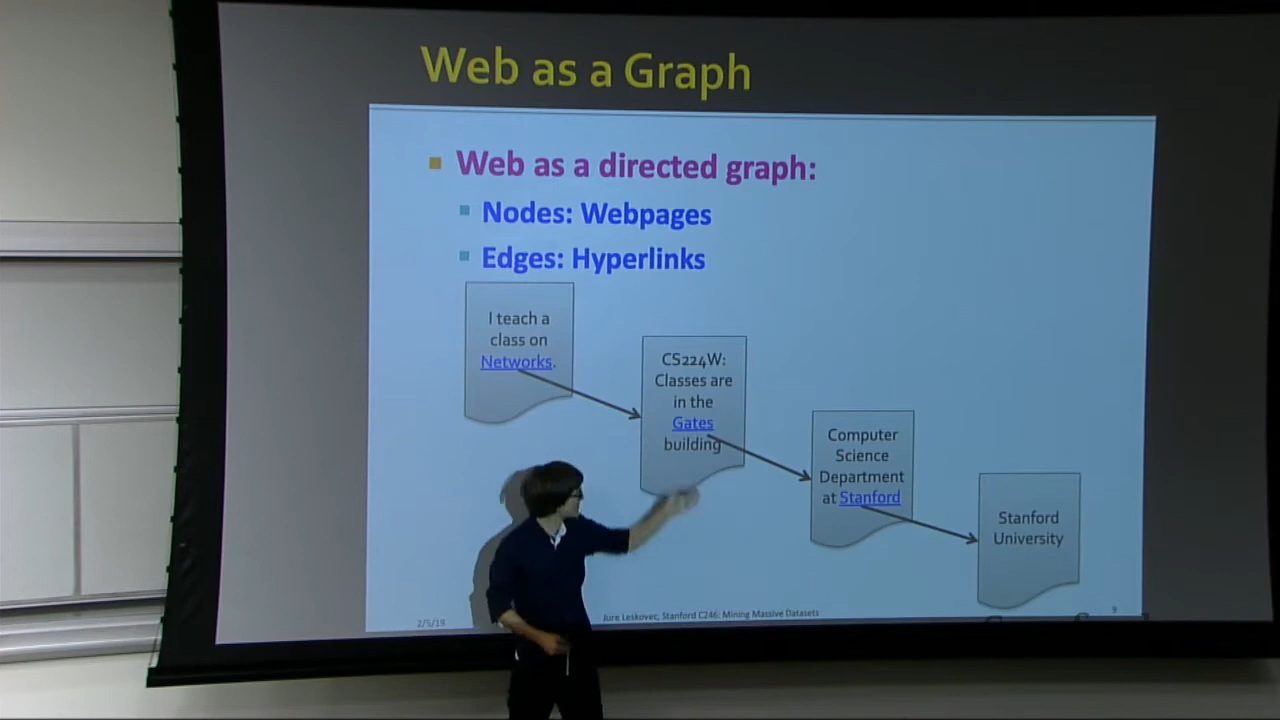 Web as a Graph
Web as a directed graph:
Nodes: Webpages
Edges: Hyperlinks
I teach a
class on
Networks.
CS224W:
Classes are
in the
Gates
building
Computer
Science
Department
at Stanford
Stanford
University
2/5/19
Jure Leskovec, Stanford C246: Mining Massive Datasets
9